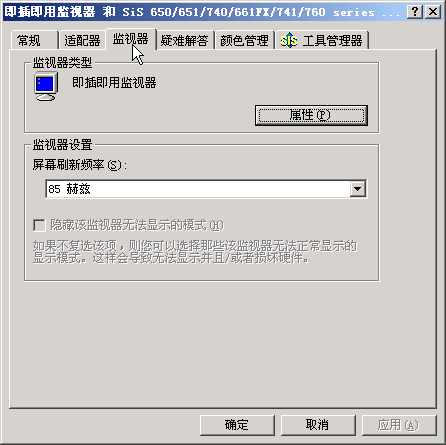 即插即用监视器 和 SiS 650/651/740/661FX/741/760 series ...
常规 适配器 监视器 疑难解答 颜色管理 工具管理器
监视器类型
即插即用监视器
属性(P)
监视器设置
屏幕刷新频率(S):
85 赫兹
隐藏该监视器无法显示的模式(H)
如果不复选该项，则您可以选择那些该监视器无法正常显示的
显示模式。这样会导致无法显示并且/或者损坏硬件。
确定 取消 应用(A)